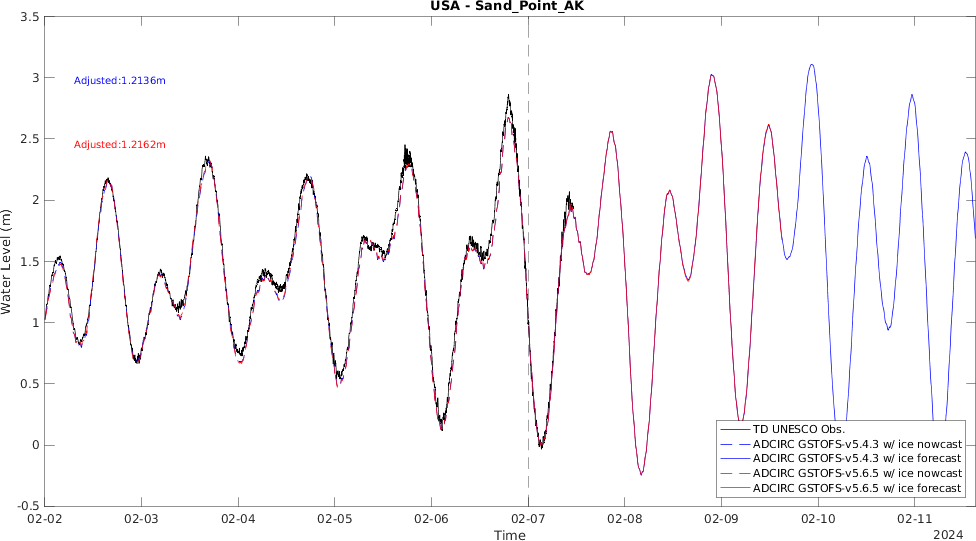 USA - Sand_Point_AK
3.5
3
2.5
2
1.5
1
0.5
0
-0.5
Water Level (m)
Adjusted:1.2136m
Adjusted:1.2162m
TD UNESCO Obs.
ADCIRC GSTOFS-v5.4.3 w/ ice nowcast
ADCIRC GSTOFS-v5.4.3 w/ ice forecast
ADCIRC GSTOFS-v5.6.5 w/ ice nowcast
ADCIRC GSTOFS-v5.6.5 w/ ice forecast
02-02 02-03 02-04 02-05 02-06 02-07 02-08 02-09 02-10 02-11
Time
2024